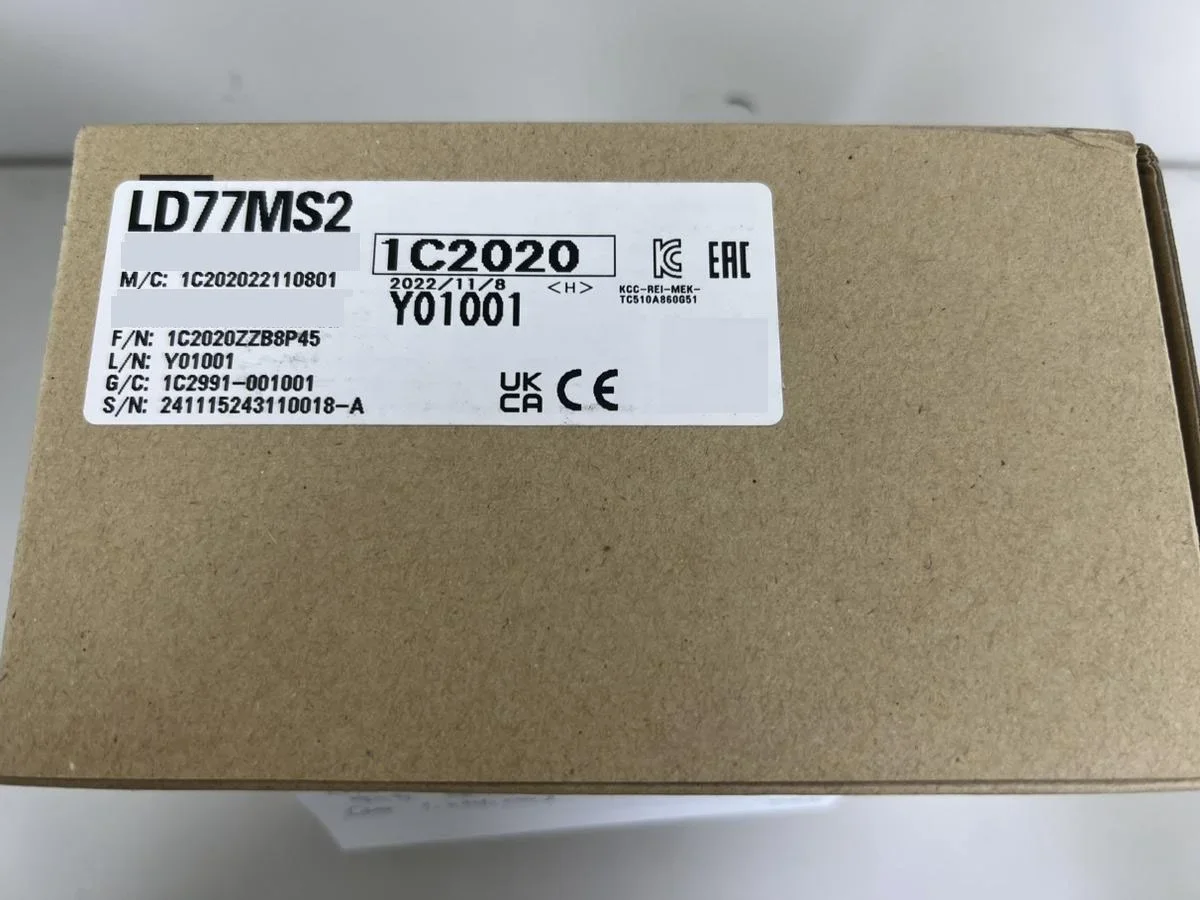 LD77MS2
1C2020
M/C: 1C202022110801
2022/11/8 <H>
Y01001
KCC-REI-MEK-
TC510A860G51
EAC
F/N: 1C2020ZZB8P45
L/N: Y01001
G/C: 1C2991-001001
S/N: 241115243110018-A
UK
CA
CE